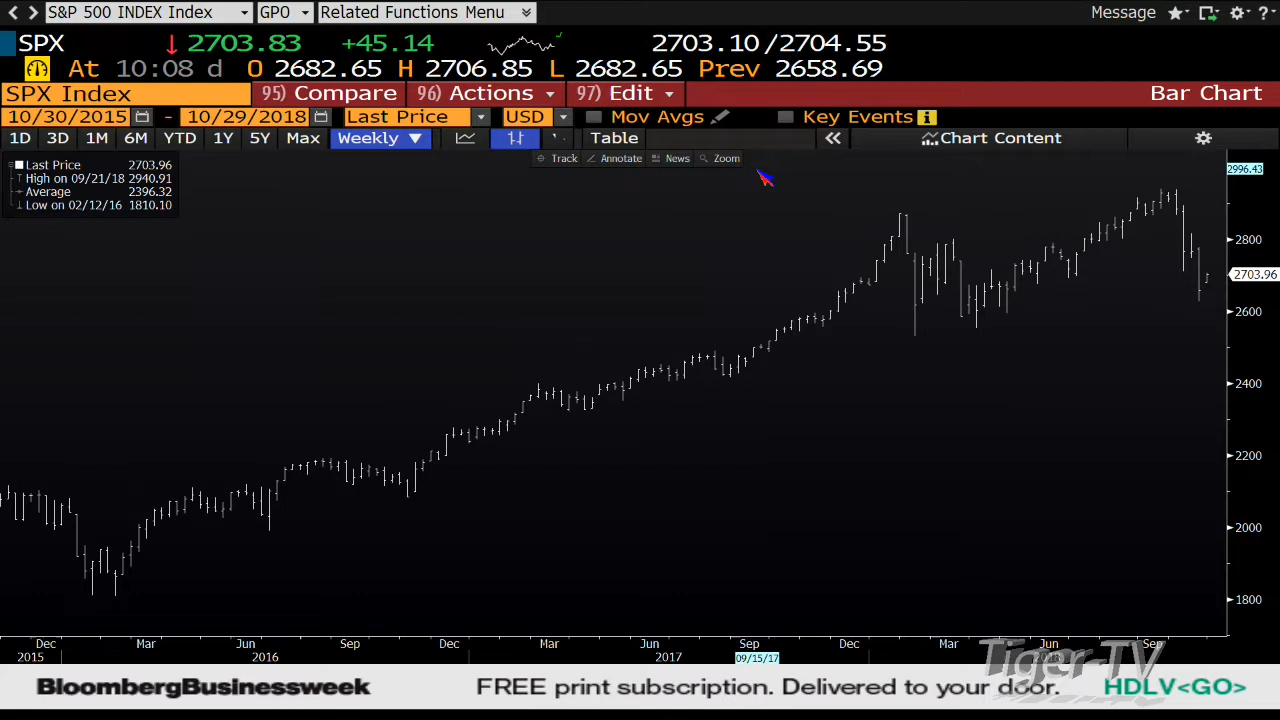 S&P 500 INDEX Index GPO Related Functions Menu Message ?
SPX 2703.83 +45.14 2703.10/2704.55
At 10:08 d O 2682.65 H 2706.85 L 2682.65 Prev 2658.69
SPX Index 95) Compare 96) Actions 97) Edit Bar Chart
10/30/2015 - 10/29/2018 Last Price USD Mov Avgs Key Events
1D 3D 1M 6M YTD 1Y 5Y Max Weekly Table Chart Content
Track Annotate News Zoom
Last Price 2703.96
High on 09/21/18 2940.91
Average 2396.32
Low on 02/12/16 1810.10
2996.43
2800
2703.96
2600
2400
2200
2000
1800
Dec Mar Jun Sep Dec Mar Jun Sep Dec Mar Jun Sep
2015 2016 2017 09/15/17 2018
Tiger-TV
BloombergBusinessweek FREE print subscription. Delivered to your door. HDLV<GO>